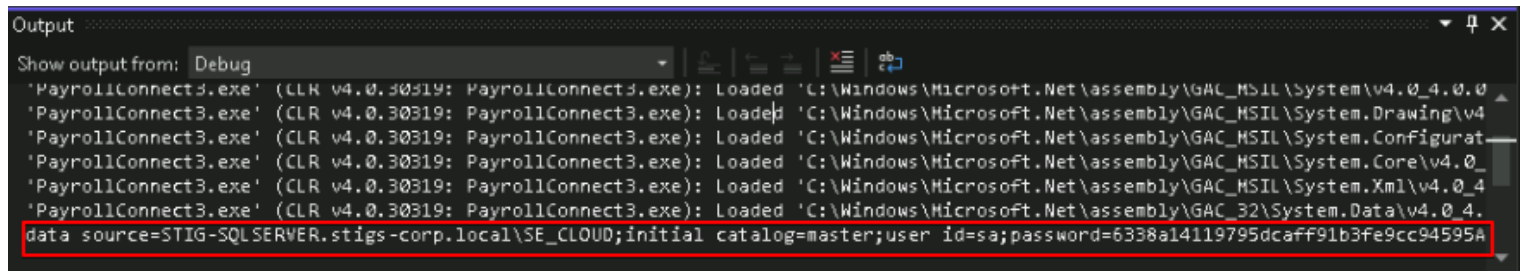 Output
Show output from: Debug
'PayrollConnect3.exe' (CLR v4.0.30319: PayrollConnect3.exe): Loaded 'C:\Windows\Microsoft.Net\assembly\GAC_MSIL\System\v4.0_4.0.0
'PayrollConnect3.exe' (CLR v4.0.30319: PayrollConnect3.exe): Loaded 'C:\Windows\Microsoft.Net\assembly\GAC_MSIL\System.Drawing\v4
'PayrollConnect3.exe' (CLR v4.0.30319: PayrollConnect3.exe): Loaded 'C:\Windows\Microsoft.Net\assembly\GAC_MSIL\System.Configurat
'PayrollConnect3.exe' (CLR v4.0.30319: PayrollConnect3.exe): Loaded 'C:\Windows\Microsoft.Net\assembly\GAC_MSIL\System.Core\v4.0_
'PayrollConnect3.exe' (CLR v4.0.30319: PayrollConnect3.exe): Loaded 'C:\Windows\Microsoft.Net\assembly\GAC_MSIL\System.Xml\v4.0_4
'PayrollConnect3.exe' (CLR v4.0.30319: PayrollConnect3.exe): Loaded 'C:\Windows\Microsoft.Net\assembly\GAC_32\System.Data\v4.0_4.
data source=STIG-SQLSERVER.stigs-corp.local\SE_CLOUD;initial catalog=master;user id=sa;password=6338a14119795dcaff91b3fe9cc94595A